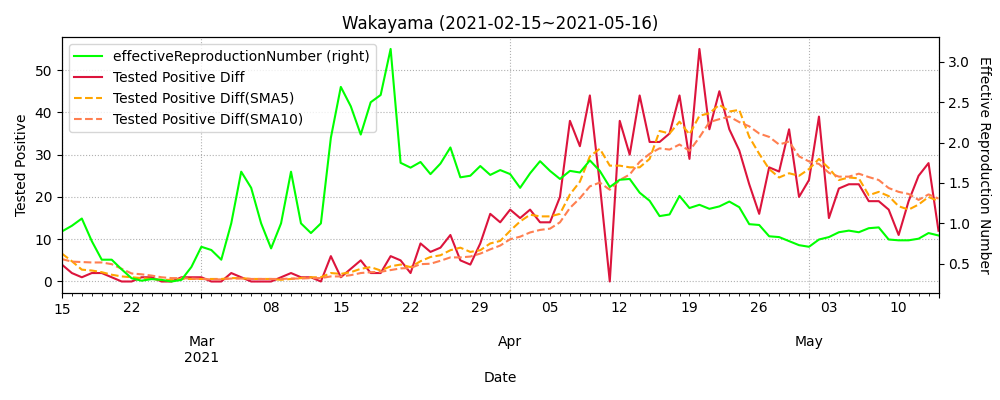 Wakayama (2021-02-15~2021-05-16)
effectiveReproductionNumber (right)
Tested Positive Diff
Tested Positive Diff(SMA5)
Tested Positive Diff(SMA10)
Tested Positive
50
40
30
20
10
0
3.0
2.5
2.0
1.5
1.0
0.5
Effective Reproduction Number
15 22 08 15 22 29 05 12 19 26 03 10
Mar Apr May
2021
Date